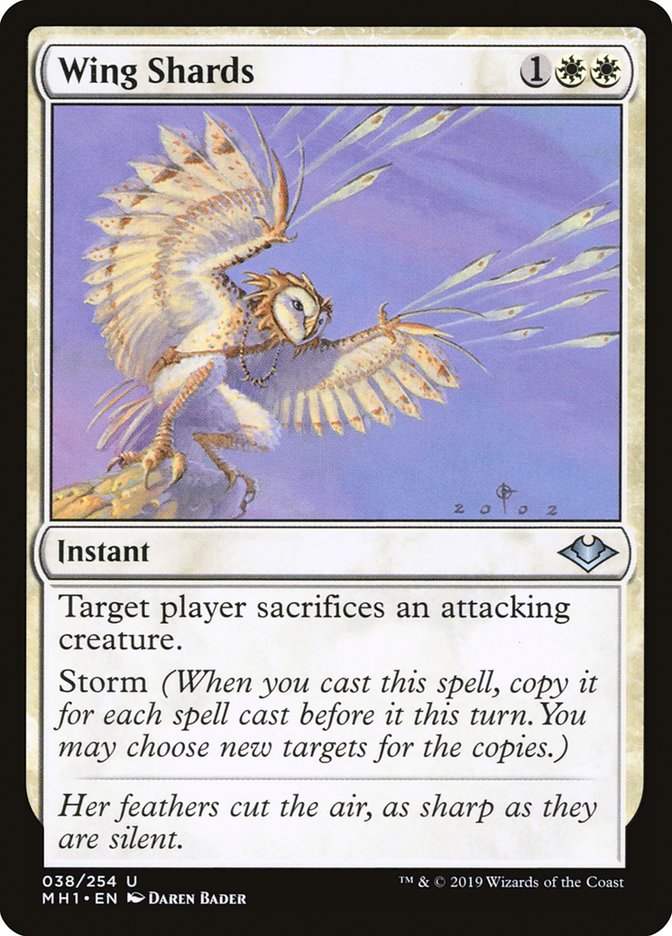 Wing Shards 1
2002
Instant
Target player sacrifices an attacking
creature.
Storm (When you cast this spell, copy it
for each spell cast before it this turn. You
may choose new targets for the copies.)
Her feathers cut the air, as sharp as they
are silent.
038/254 U
MH1•EN Daren Bader
™ & © 2019 Wizards of the Coast